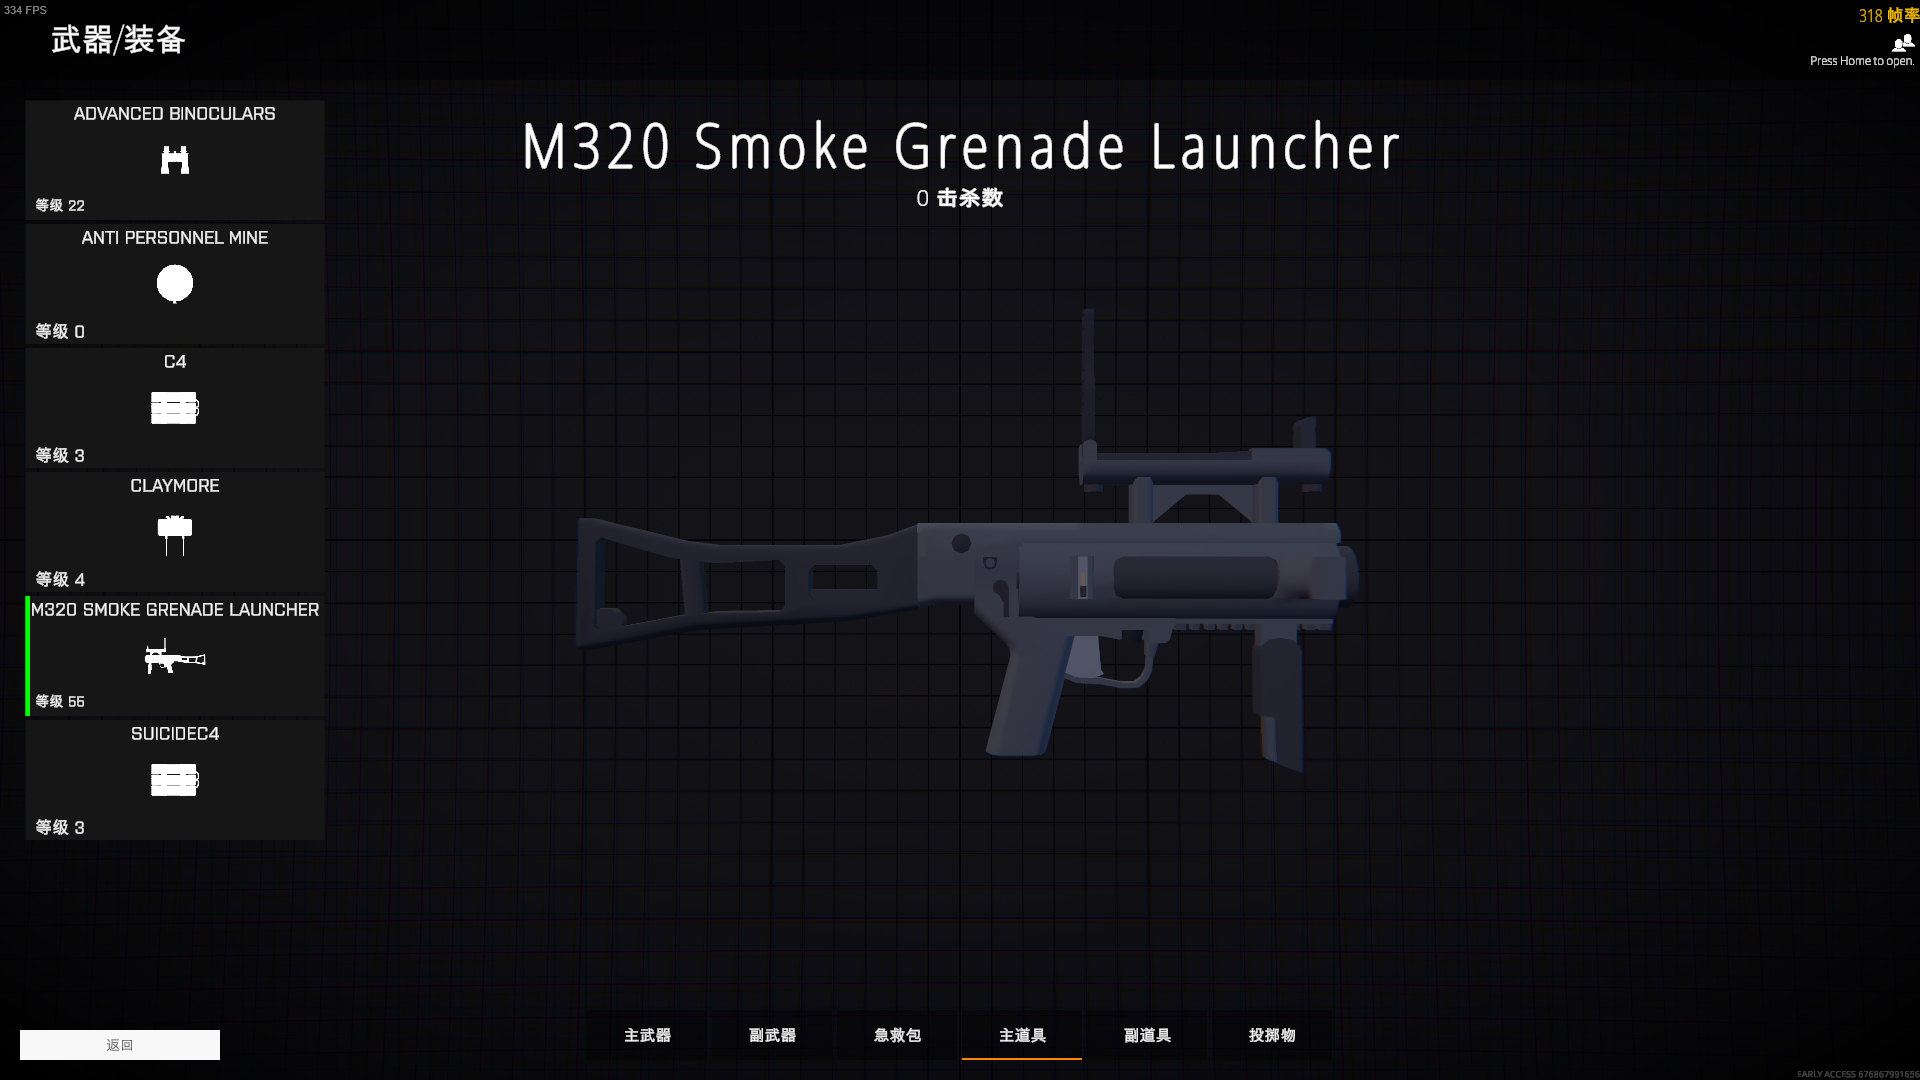 334 FPS
武器/装备
318 帧率
Press Home to open.
ADVANCED BINOCULARS
等级 22
ANTI PERSONNEL MINE
等级 0
C4
等级 3
CLAYMORE
等级 4
M320 SMOKE GRENADE LAUNCHER
等级 55
SUICIDEC4
等级 3
M320 Smoke Grenade Launcher
0 击杀数
返回
主武器
副武器
急救包
主道具
副道具
投掷物
EARLY ACCESS 676867991656